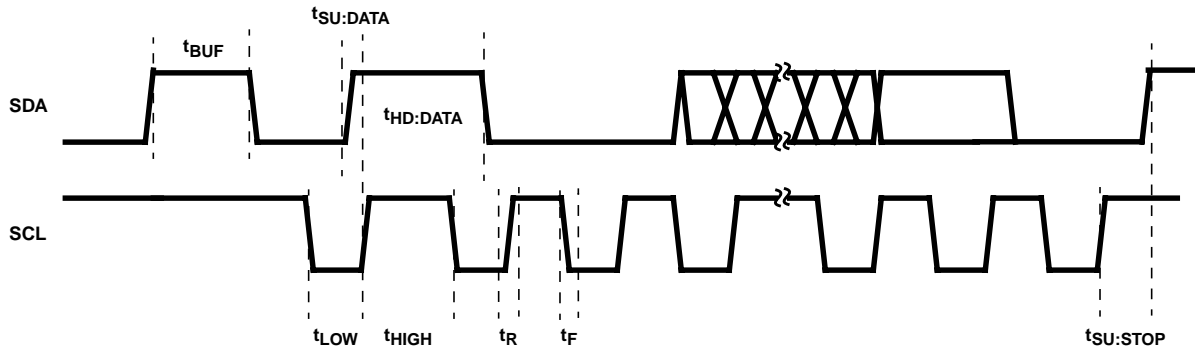 tSU:DATA
tBUF
SDA
tHD:DATA
SCL
tLOW
tHIGH
tR
tF
tSU:STOP